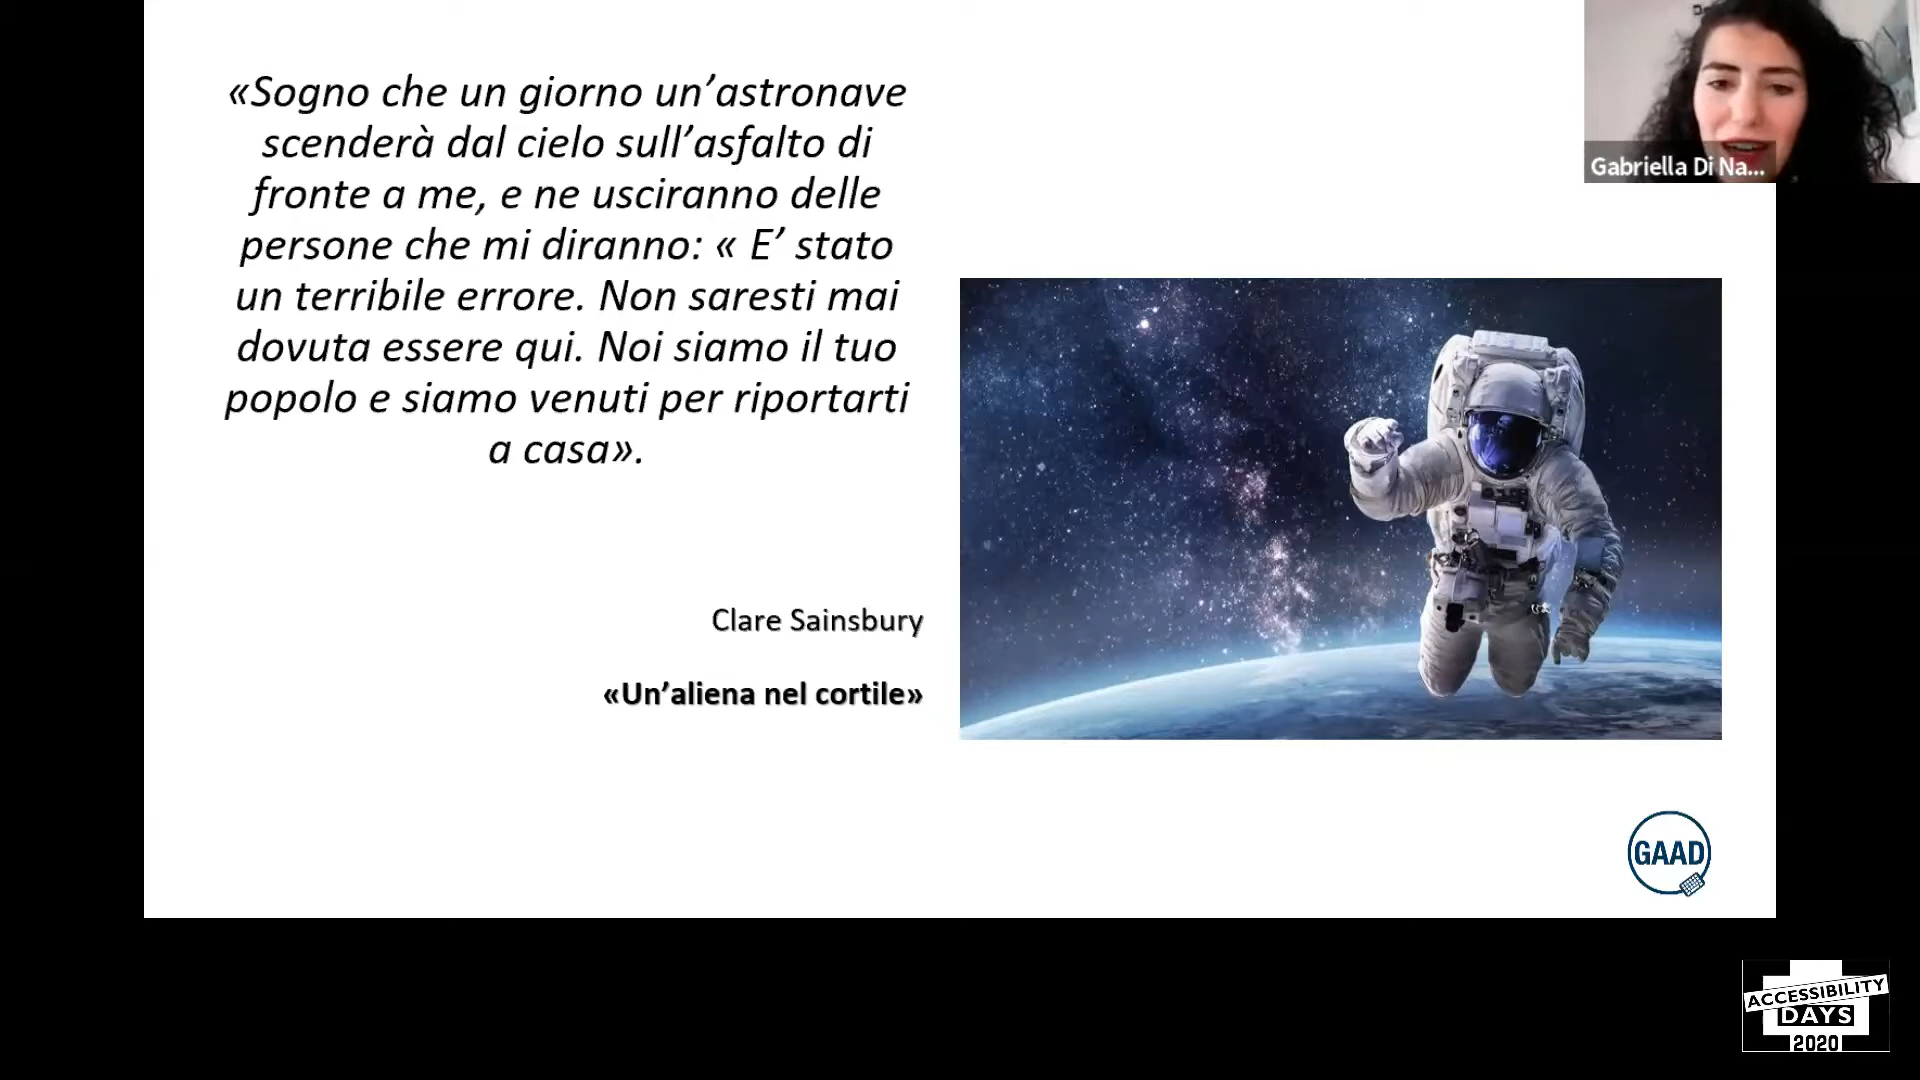 «Sogno che un giorno un’astronave
scenderà dal cielo sull’asfalto di
fronte a me, e ne usciranno delle
persone che mi diranno: « E’ stato
un terribile errore. Non saresti mai
dovuta essere qui. Noi siamo il tuo
popolo e siamo venuti per riportarti
a casa».
Clare Sainsbury
«Un’aliena nel cortile»
Gabriella Di Na...
GAAD
ACCESSIBILITY
DAYS
2020